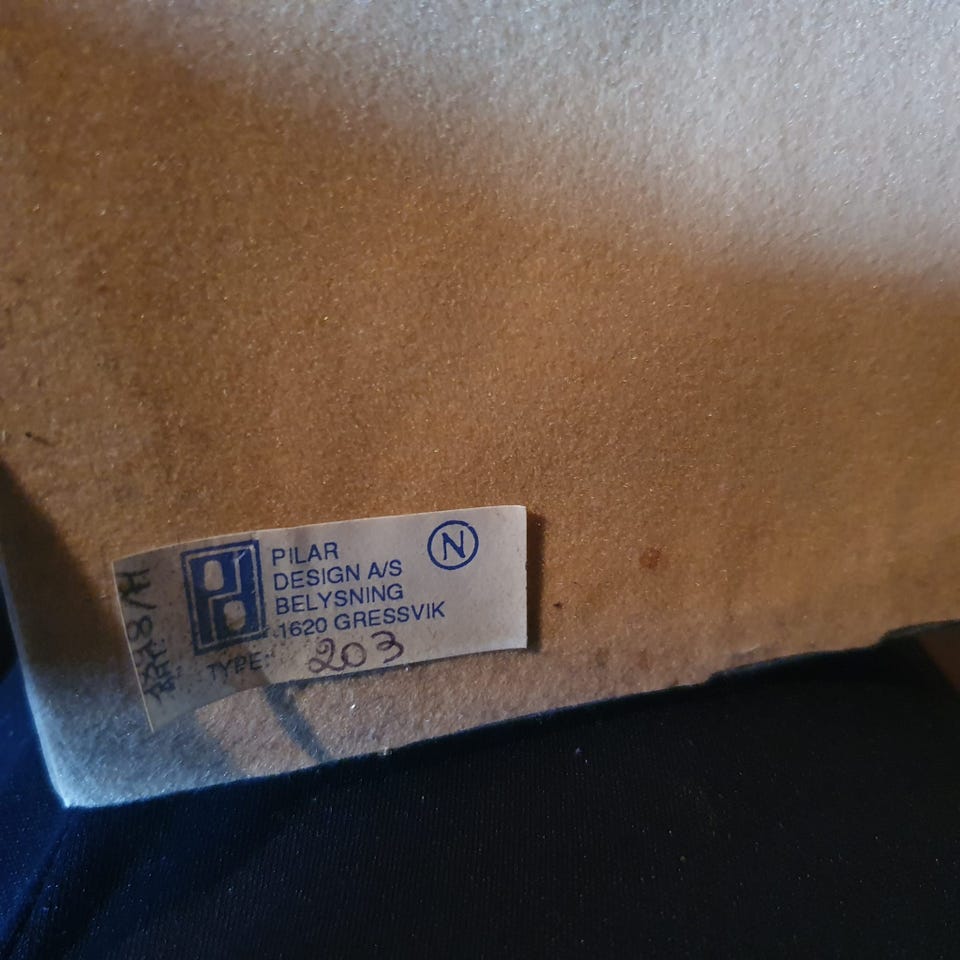 PILAR
DESIGN A/S
BELYSNING
1620 GRESSVIK
N
TYPE: 203